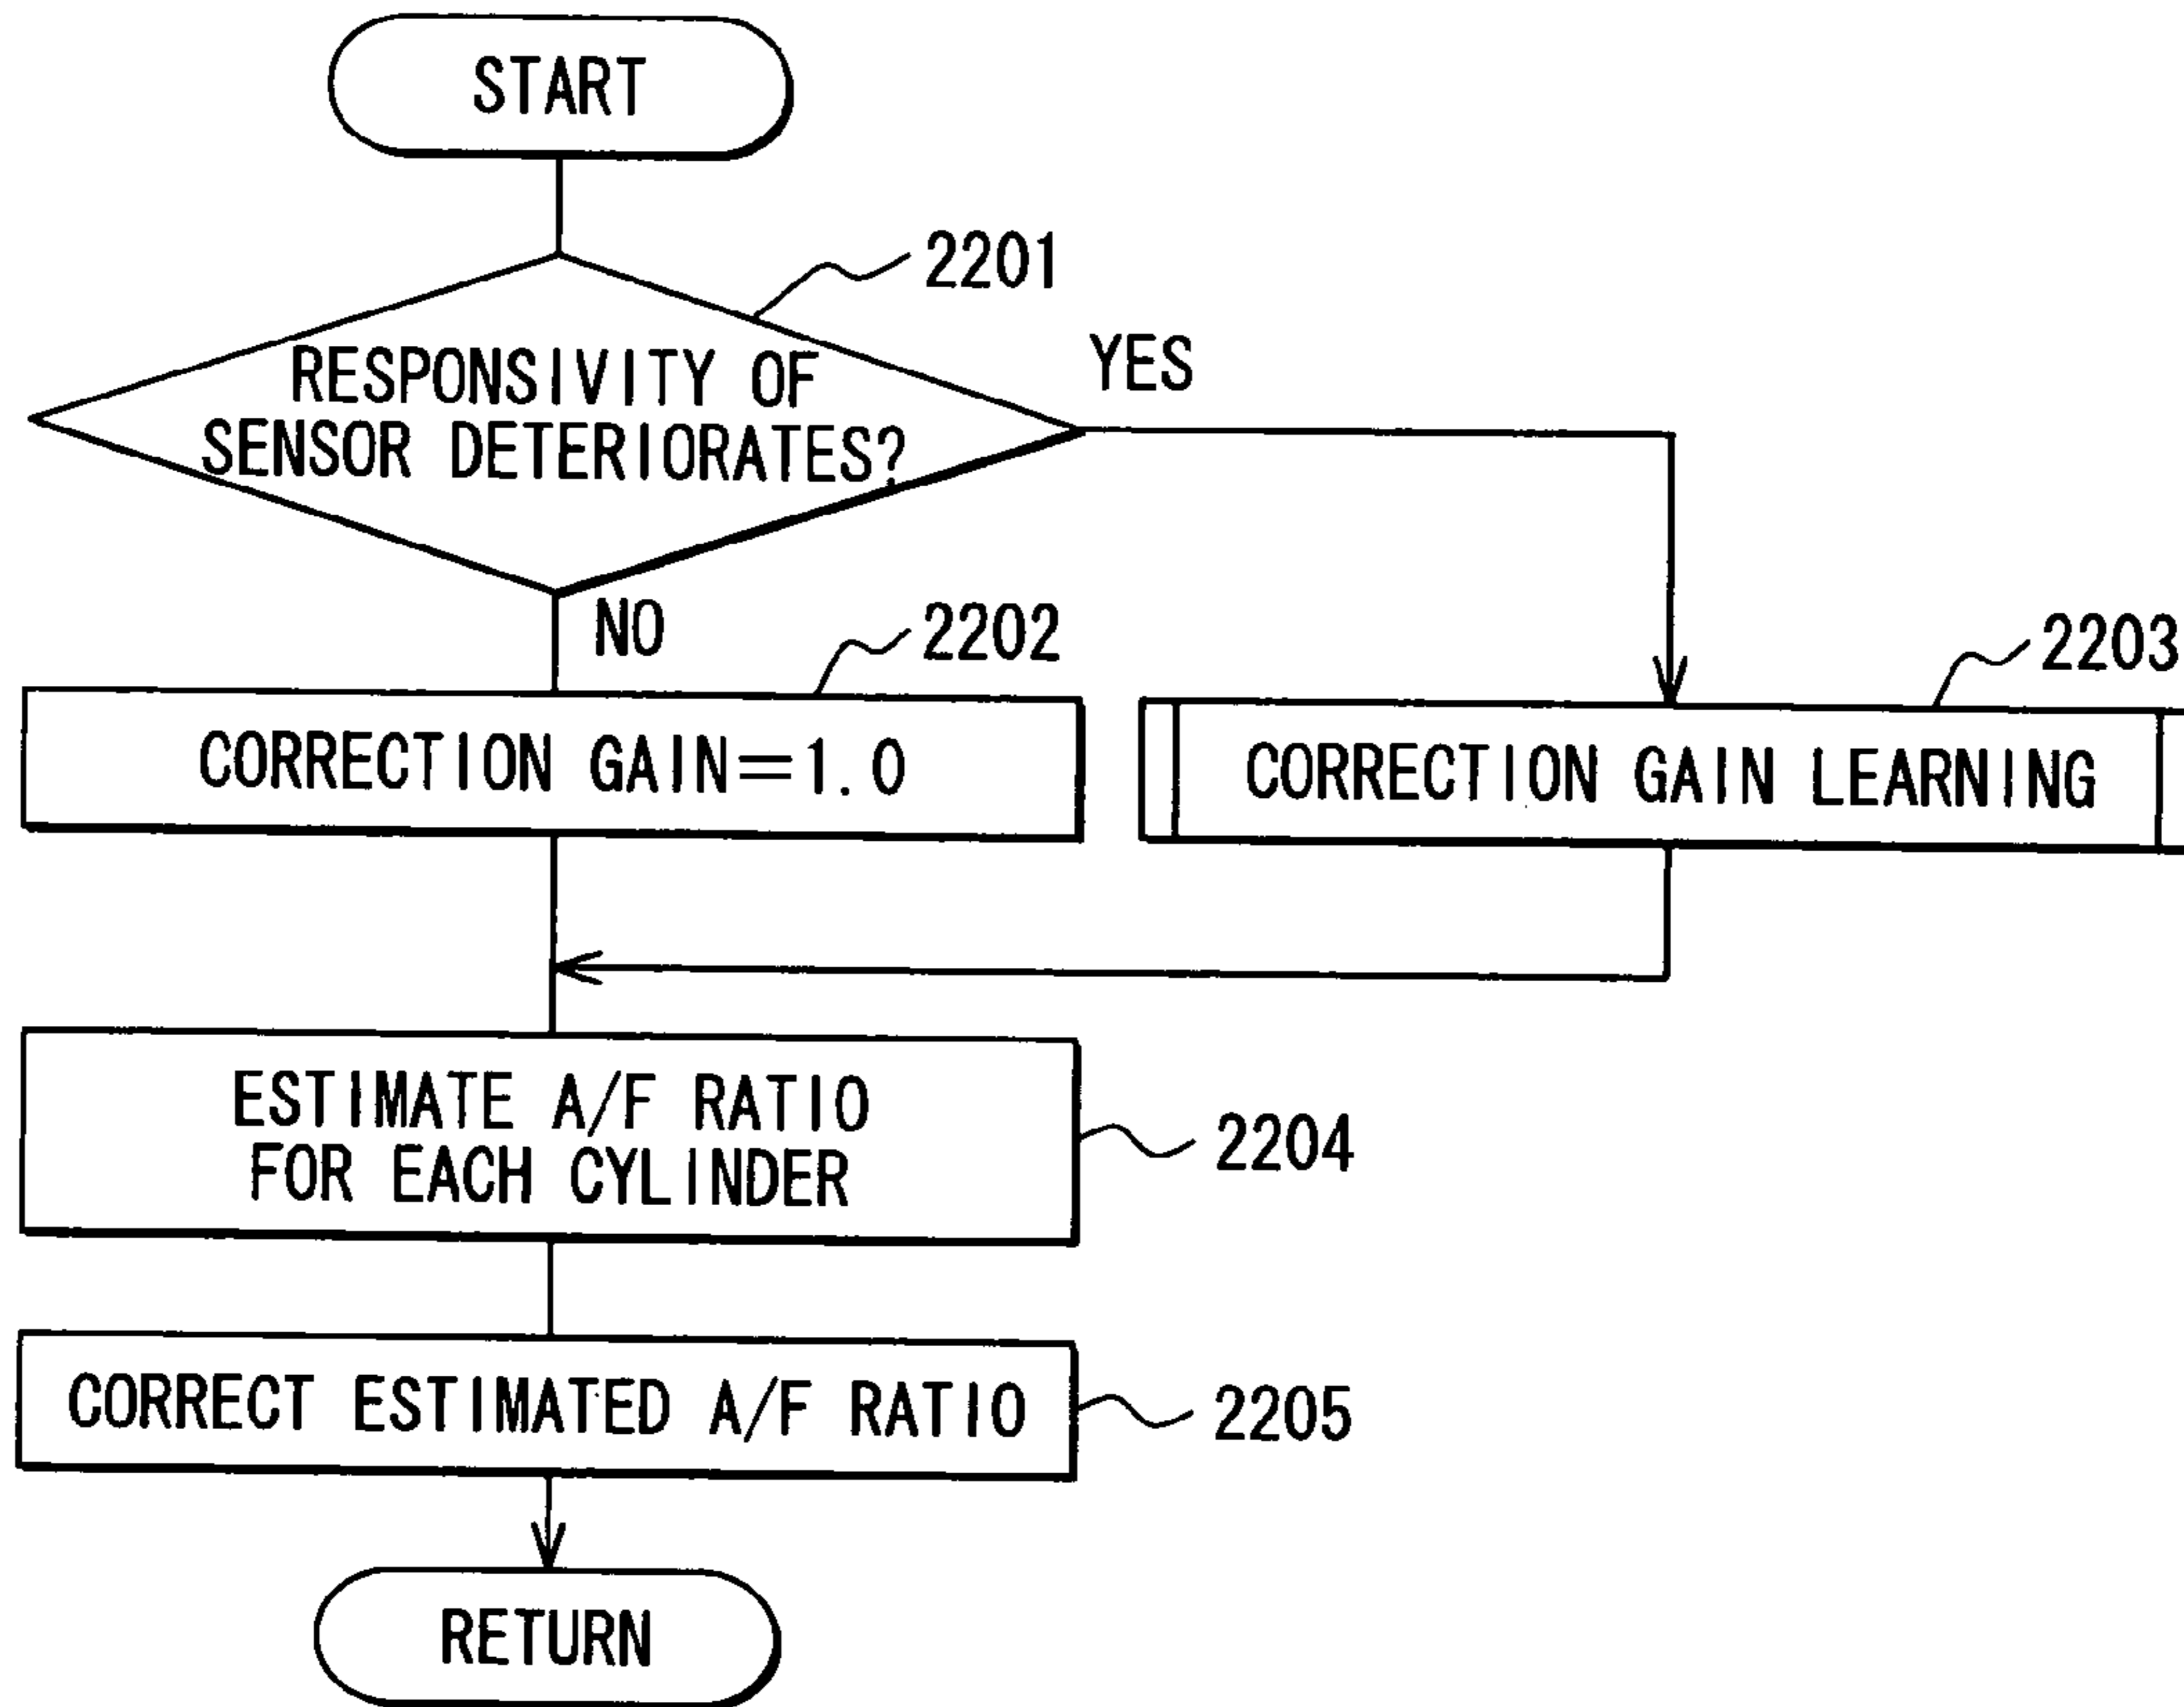 START
2201
RESPONSIVITY OF
SENSOR DETERIORATES?
YES
NO
2202
CORRECTION GAIN=1.0
2203
CORRECTION GAIN LEARNING
ESTIMATE A/F RATIO
FOR EACH CYLINDER
2204
CORRECT ESTIMATED A/F RATIO
2205
RETURN